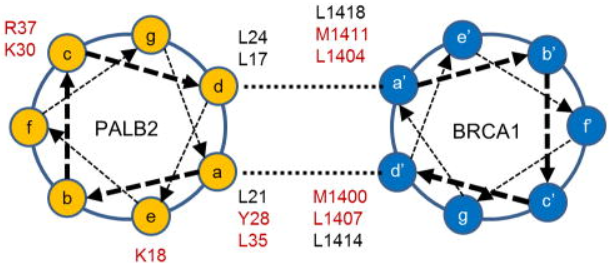 R37
K30
c
g
L24
L17
d
f
PALB2
b
a
e
K18
L21
Y28
L35
L1418
M1411
L1404
e'
b'
a'
BRCA1
f'
d'
g
c'
M1400
L1407
L1414